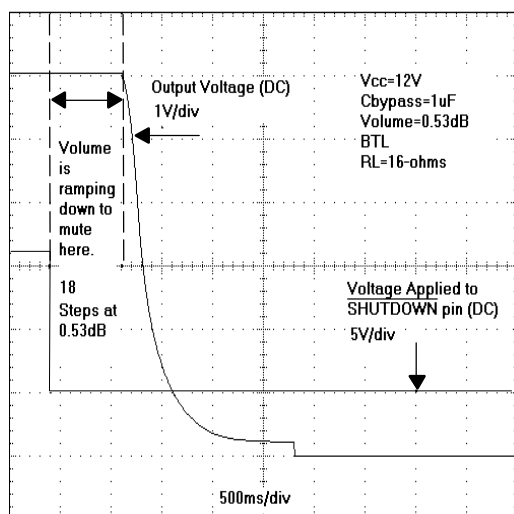 Output Voltage (DC)
1V/div
Vcc=12V
Cbypass=1uF
Volume=0.53dB
BTL
RL=16-ohms
Volume
is
ramping
down to
mute
here.
18
Steps at
0.53dB
Voltage Applied to
SHUTDOWN pin (DC)
5V/div
500ms/div